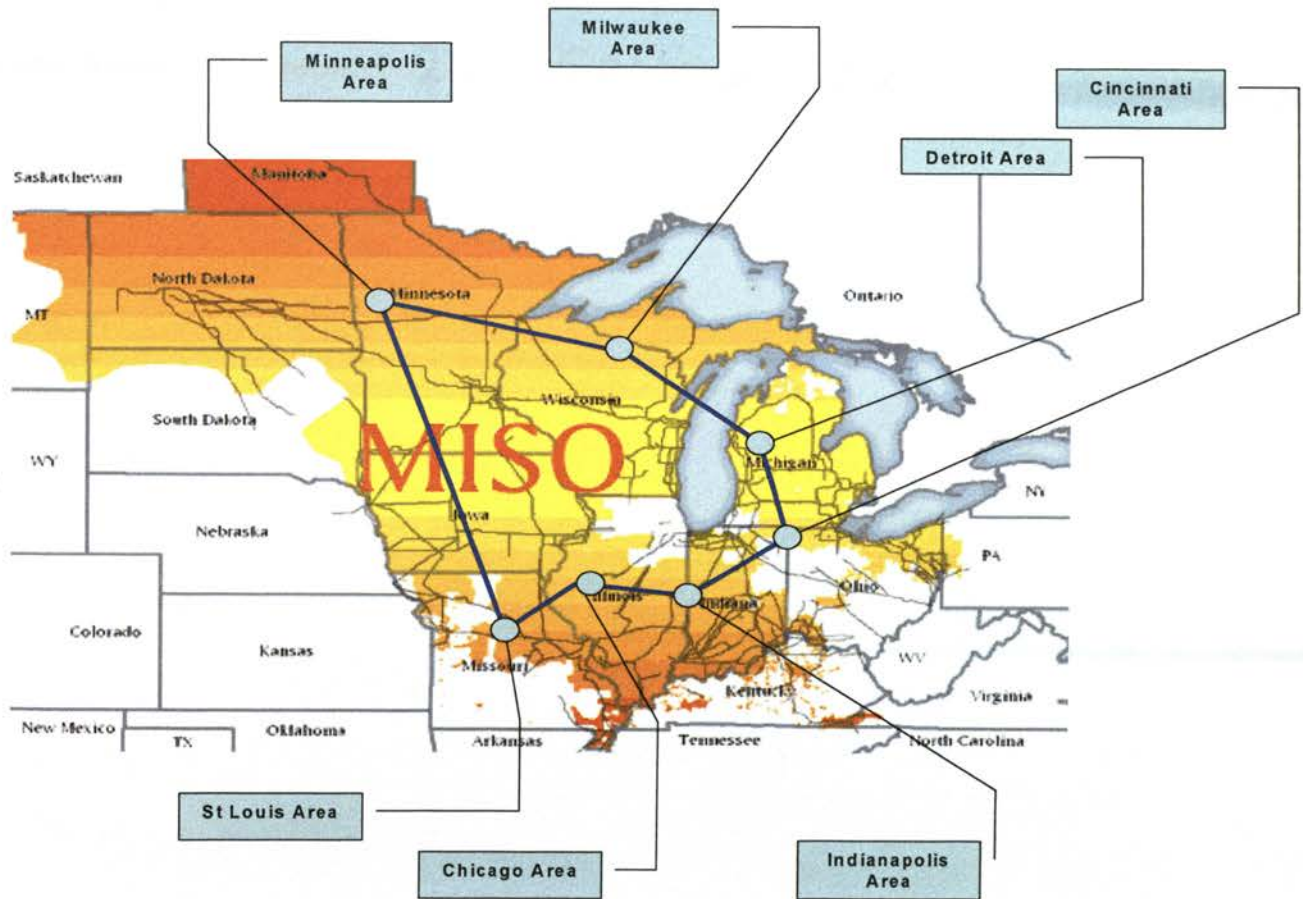 Milwaukee
Area
Minneapolis
Area
Cincinnati
Area
Detroit Area
Saskatchewan
Manitoba
North Dakota
Minnesota
Ontario
MT
Wisconsin
South Dakota
MISO
Michigan
WY
NY
Iowa
Nebraska
PA
Illinois
Indiana
Ohio
Colorado
Kansas
Missouri
WV
Kentucky
Virginia
New Mexico
TX
Oklahoma
Arkansas
Tennessee
North Carolina
St Louis Area
Chicago Area
Indianapolis
Area